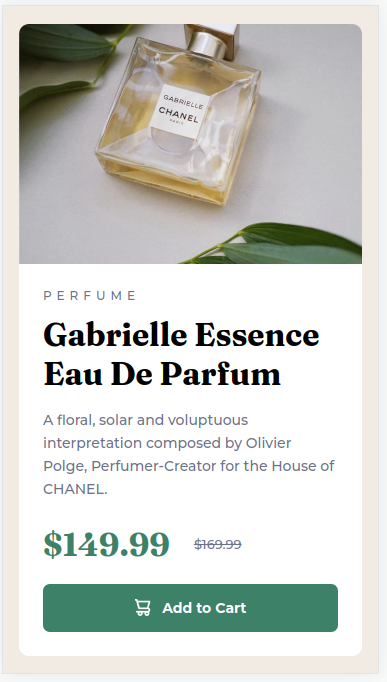 GABRIELLE
CHANEL
PARIS
PERFUME
Gabrielle Essence
Eau De Parfum
A floral, solar and voluptuous
interpretation composed by Olivier
Polge, Perfumer-Creator for the House of
CHANEL.
$149.99 $169.99
Add to Cart